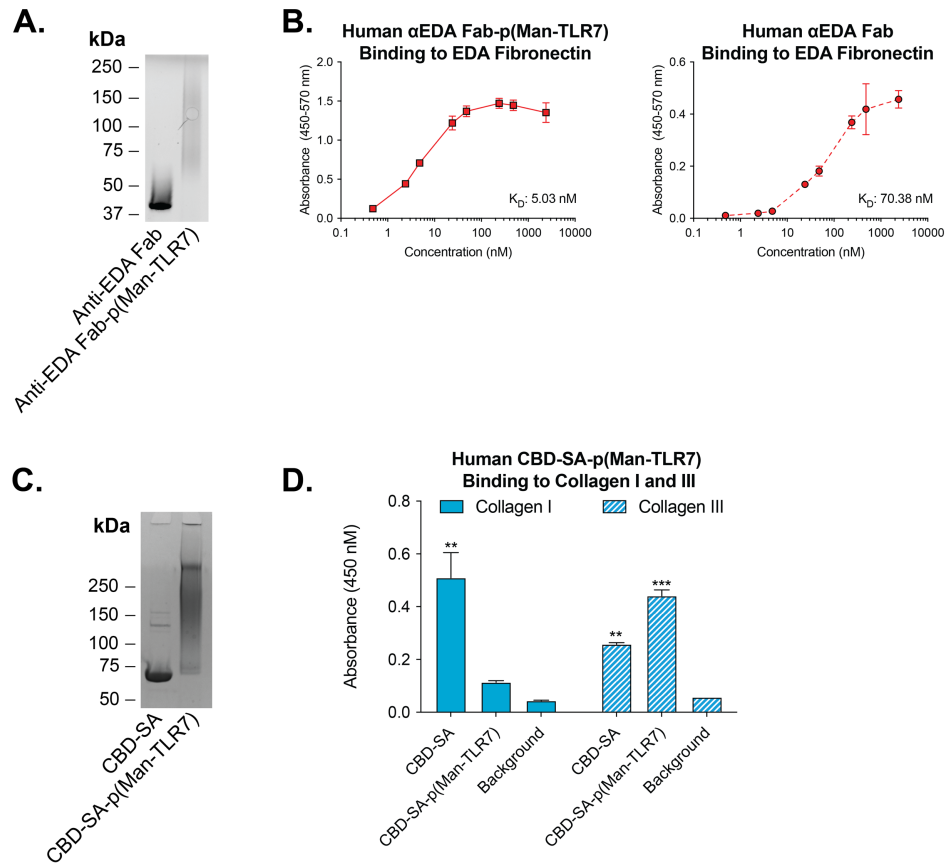 A.
kDa
250
150
100
75
50
37
Anti-EDA Fab
Anti-EDA Fab-p(Man-TLR7)
B.
Human αEDA Fab-p(Man-TLR7)
Binding to EDA Fibronectin
Absorbance (450-570 nm)
2.0
1.5
1.0
0.5
0.0
KD: 5.03 nM
0.1 1 10 100 1000 10000
Concentration (nM)
Human αEDA Fab
Binding to EDA Fibronectin
Absorbance (450-570 nm)
0.6
0.4
0.2
0.0
KD: 70.38 nM
0.1 1 10 100 1000 10000
Concentration (nM)
C.
kDa
250
150
100
75
50
CBD-SA
CBD-SA-p(Man-TLR7)
D.
Human CBD-SA-p(Man-TLR7)
Binding to Collagen I and III
Collagen I Collagen III
Absorbance (450 nM)
0.8
0.6
0.4
0.2
0.0
**
**
***
CBD-SA
CBD-SA-p(Man-TLR7)
Background
CBD-SA
CBD-SA-p(Man-TLR7)
Background